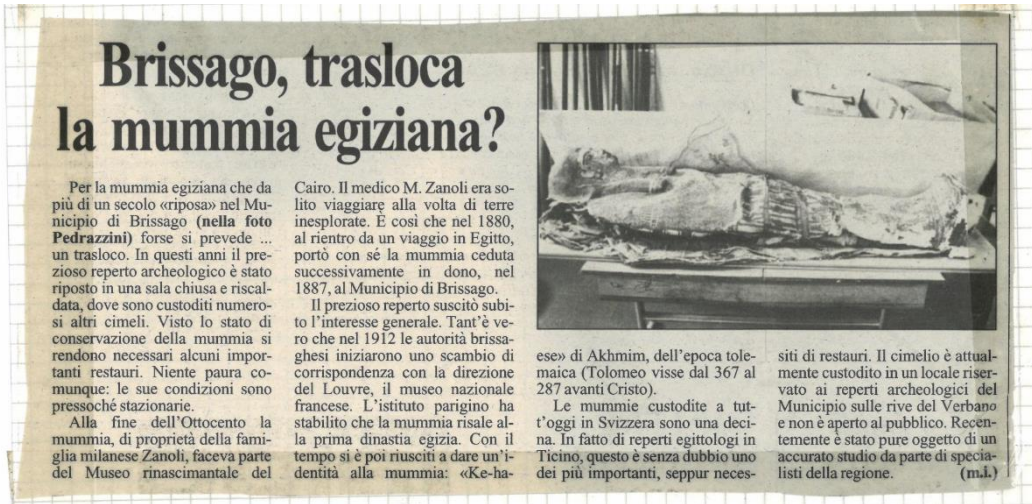 Brissago, trasloca
la mummia egiziana?
Per la mummia egiziana che da
più di un secolo «riposa» nel Mu-
nicipio di Brissago (nella foto
Pedrazzini) forse si prevede ...
un trasloco. In questi anni il pre-
zioso reperto archeologico è stato
riposto in una sala chiusa e riscal-
data, dove sono custoditi numero-
si altri cimeli. Visto lo stato di
conservazione della mummia si
rendono necessari alcuni impor-
tanti restauri. Niente paura co-
munque: le sue condizioni sono
pressoché stazionarie.
Alla fine dell'Ottocento la
mummia, di proprietà della fami-
glia milanese Zanoli, faceva parte
del Museo rinascimantale del
Cairo. Il medico M. Zanoli era so-
lito viaggiare alla volta di terre
inesplorate. È così che nel 1880,
al rientro da un viaggio in Egitto,
portò con sé la mummia ceduta
successivamente in dono, nel
1887, al Municipio di Brissago.
Il prezioso reperto suscitò subi-
to l'interesse generale. Tant'è ve-
ro che nel 1912 le autorità brissa-
ghesi iniziarono uno scambio di
corrispondenza con la direzione
del Louvre, il museo nazionale
francese. L'istituto parigino ha
stabilito che la mummia risale al-
la prima dinastia egizia. Con il
tempo si è poi riusciti a dare un'i-
dentità alla mummia: «Ke-ha-
ese» di Akhmim, dell'epoca tole-
maica (Tolomeo visse dal 367 al
287 avanti Cristo).
Le mummie custodite a tut-
t'oggi in Svizzera sono una deci-
na. In fatto di reperti egittologi in
Ticino, questo è senza dubbio uno
dei più importanti, seppur neces-
siti di restauri. Il cimelio è attual-
mente custodito in un locale riser-
vato ai reperti archeologici del
Municipio sulle rive del Verbano
e non è aperto al pubblico. Recen-
temente è stato pure oggetto di un
accurato studio da parte di specia-
listi della regione. (m.i.)